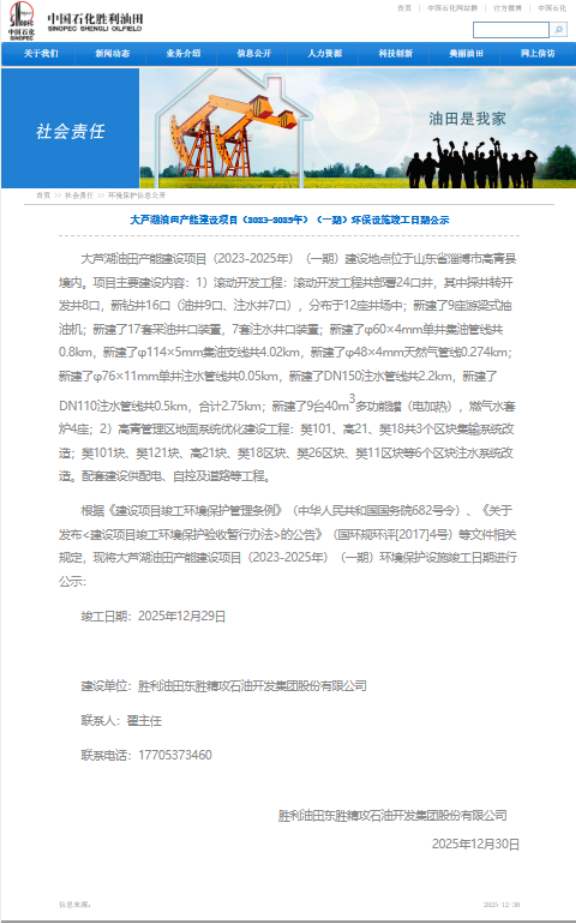 首页 | 中国石化网站群 | 官方微博 | 中国石化
SINOPEC
中国石化
SINOPEC
中国石化胜利油田
SINOPEC SHENGLI OILFIELD
关于我们 新闻动态 业务介绍 信息公开 人力资源 科技创新 美丽油田 网上信访
社会责任
油田是我家
首页 >> 社会责任 >> 环境保护信息公开
大芦湖油田产能建设项目（2023-2025年）（一期）环保设施竣工日期公示
大芦湖油田产能建设项目（2023-2025年）（一期）建设地点位于山东省淄博市高青县
境内。项目主要建设内容：1）滚动开发工程：滚动开发工程共部署24口井，其中探井转开
发井8口，新钻井16口（油井9口、注水井7口），分布于12座井场中；新建了9座游梁式抽
油机；新建了17套采油井口装置，7套注水井口装置；新建了φ60×4mm单井集油管线共
0.8km，新建了φ114×5mm集油支线共4.02km，新建了φ48×4mm天然气管线0.274km；
新建了φ76×11mm单井注水管线共0.05km，新建了DN150注水管线共2.2km，新建了
DN110注水管线共0.5km，合计2.75km；新建了9台40m3多功能罐（电加热），燃气水套
炉4座；2）高青管理区地面系统优化建设工程：樊101、高21、樊18共3个区块集输系统改
造；樊101块、樊121块、高21块、樊18区块、樊26区块、樊11区块等6个区块注水系统改
造。配套建设供配电、自控及道路等工程。
根据《建设项目竣工环境保护管理条例》（中华人民共和国国务院682号令）、《关于
发布<建设项目竣工环境保护验收暂行办法>的公告》（国环规环评[2017]4号）等文件相关
规定，现将大芦湖油田产能建设项目（2023-2025年）（一期）环境保护设施竣工日期进行
公示：
竣工日期：2025年12月29日
建设单位：胜利油田东胜精攻石油开发集团股份有限公司
联系人：翟主任
联系电话：17705373460
胜利油田东胜精攻石油开发集团股份有限公司
2025年12月30日
信息来源：
2025-12-30